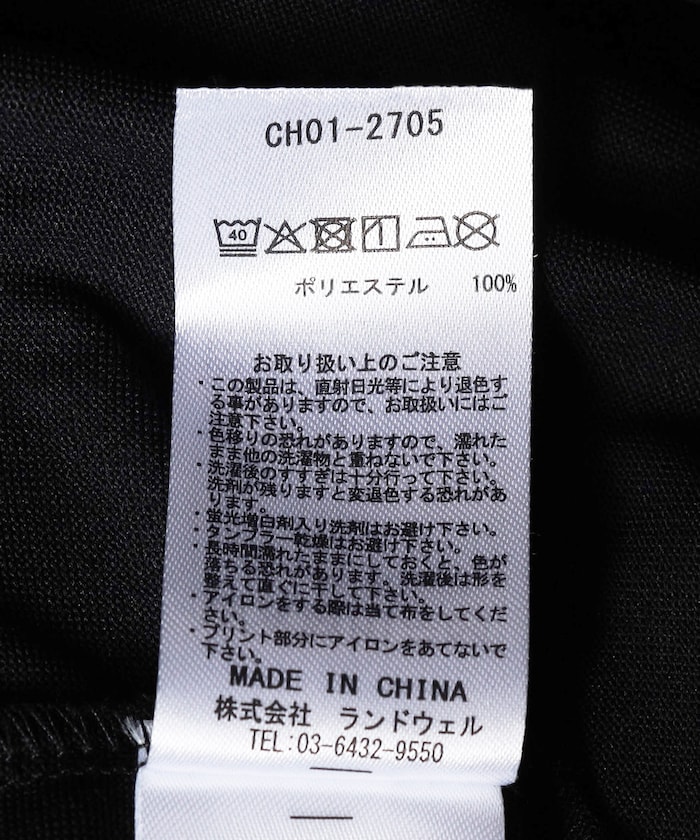 CH01-2705
40
ポリエステル 100%
お取り扱い上のご注意
・この製品は、直射日光等により退色す
る事がありますので、お取扱いにはご
注意下さい。
・色移りの恐れがありますので、濡れた
まま他の洗濯物と重ねないで下さい。
・洗濯後のすすぎは十分行って下さい。
洗剤が残りますと変退色する恐れがあ
ります。
・蛍光増白剤入り洗剤はお避け下さい。
・タンブラー乾燥はお避け下さい。
・長時間濡れたままにしておくと、色が
落ちる恐れがあります。洗濯後は形を
整えて直ぐに干して下さい。
・アイロンをする際は当て布をしてくだ
さい。
・プリント部分にアイロンをあてないで
下さい。
MADE IN CHINA
株式会社 ランドウェル
TEL:03-6432-9550